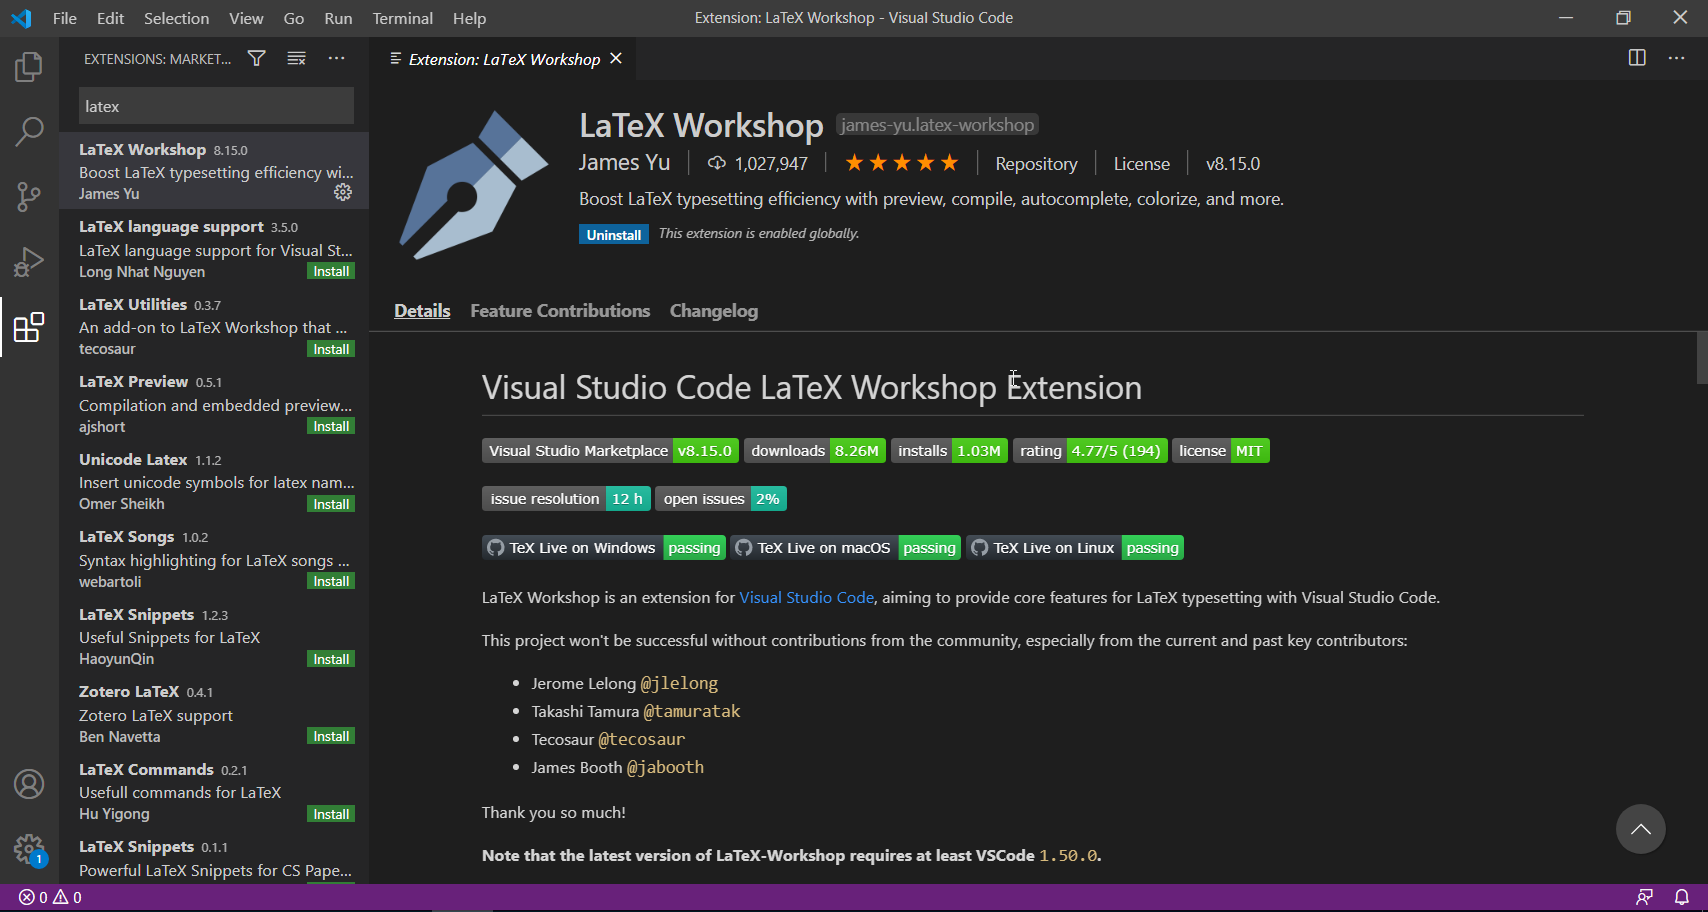 File Edit Selection View Go Run Terminal Help
Extension: LaTeX Workshop - Visual Studio Code
EXTENSIONS: MARKET...
latex
LaTeX Workshop 8.15.0
Boost LaTeX typesetting efficiency wi...
James Yu
LaTeX language support 3.5.0
LaTeX language support for Visual St...
Long Nhat Nguyen Install
LaTeX Utilities 0.3.7
An add-on to LaTeX Workshop that ...
tecosaur Install
LaTeX Preview 0.5.1
Compilation and embedded preview...
ajshort Install
Unicode Latex 1.1.2
Insert unicode symbols for latex nam...
Omer Sheikh Install
LaTeX Songs 1.0.2
Syntax highlighting for LaTeX songs ...
webartoli Install
LaTeX Snippets 1.2.3
Useful Snippets for LaTeX
HaoyunQin Install
Zotero LaTeX 0.4.1
Zotero LaTeX support
Ben Navetta Install
LaTeX Commands 0.2.1
Usefull commands for LaTeX
Hu Yigong Install
LaTeX Snippets 0.1.1
Powerful LaTeX Snippets for CS Pape...
Extension: LaTeX Workshop
LaTeX Workshop james-yu.latex-workshop
James Yu 1,027,947 Repository License v8.15.0
Boost LaTeX typesetting efficiency with preview, compile, autocomplete, colorize, and more.
Uninstall This extension is enabled globally.
Details Feature Contributions Changelog
Visual Studio Code LaTeX Workshop Extension
Visual Studio Marketplace v8.15.0 downloads 8.26M installs 1.03M rating 4.77/5 (194) license MIT
issue resolution 12 h open issues 2%
TeX Live on Windows passing TeX Live on macOS passing TeX Live on Linux passing
LaTeX Workshop is an extension for Visual Studio Code, aiming to provide core features for LaTeX typesetting with Visual Studio Code.
This project won't be successful without contributions from the community, especially from the current and past key contributors:
• Jerome Lelong @jlelong
• Takashi Tamura @tamuratak
• Tecosaur @tecosaur
• James Booth @jabooth
Thank you so much!
Note that the latest version of LaTeX-Workshop requires at least VSCode 1.50.0.
1
0 0